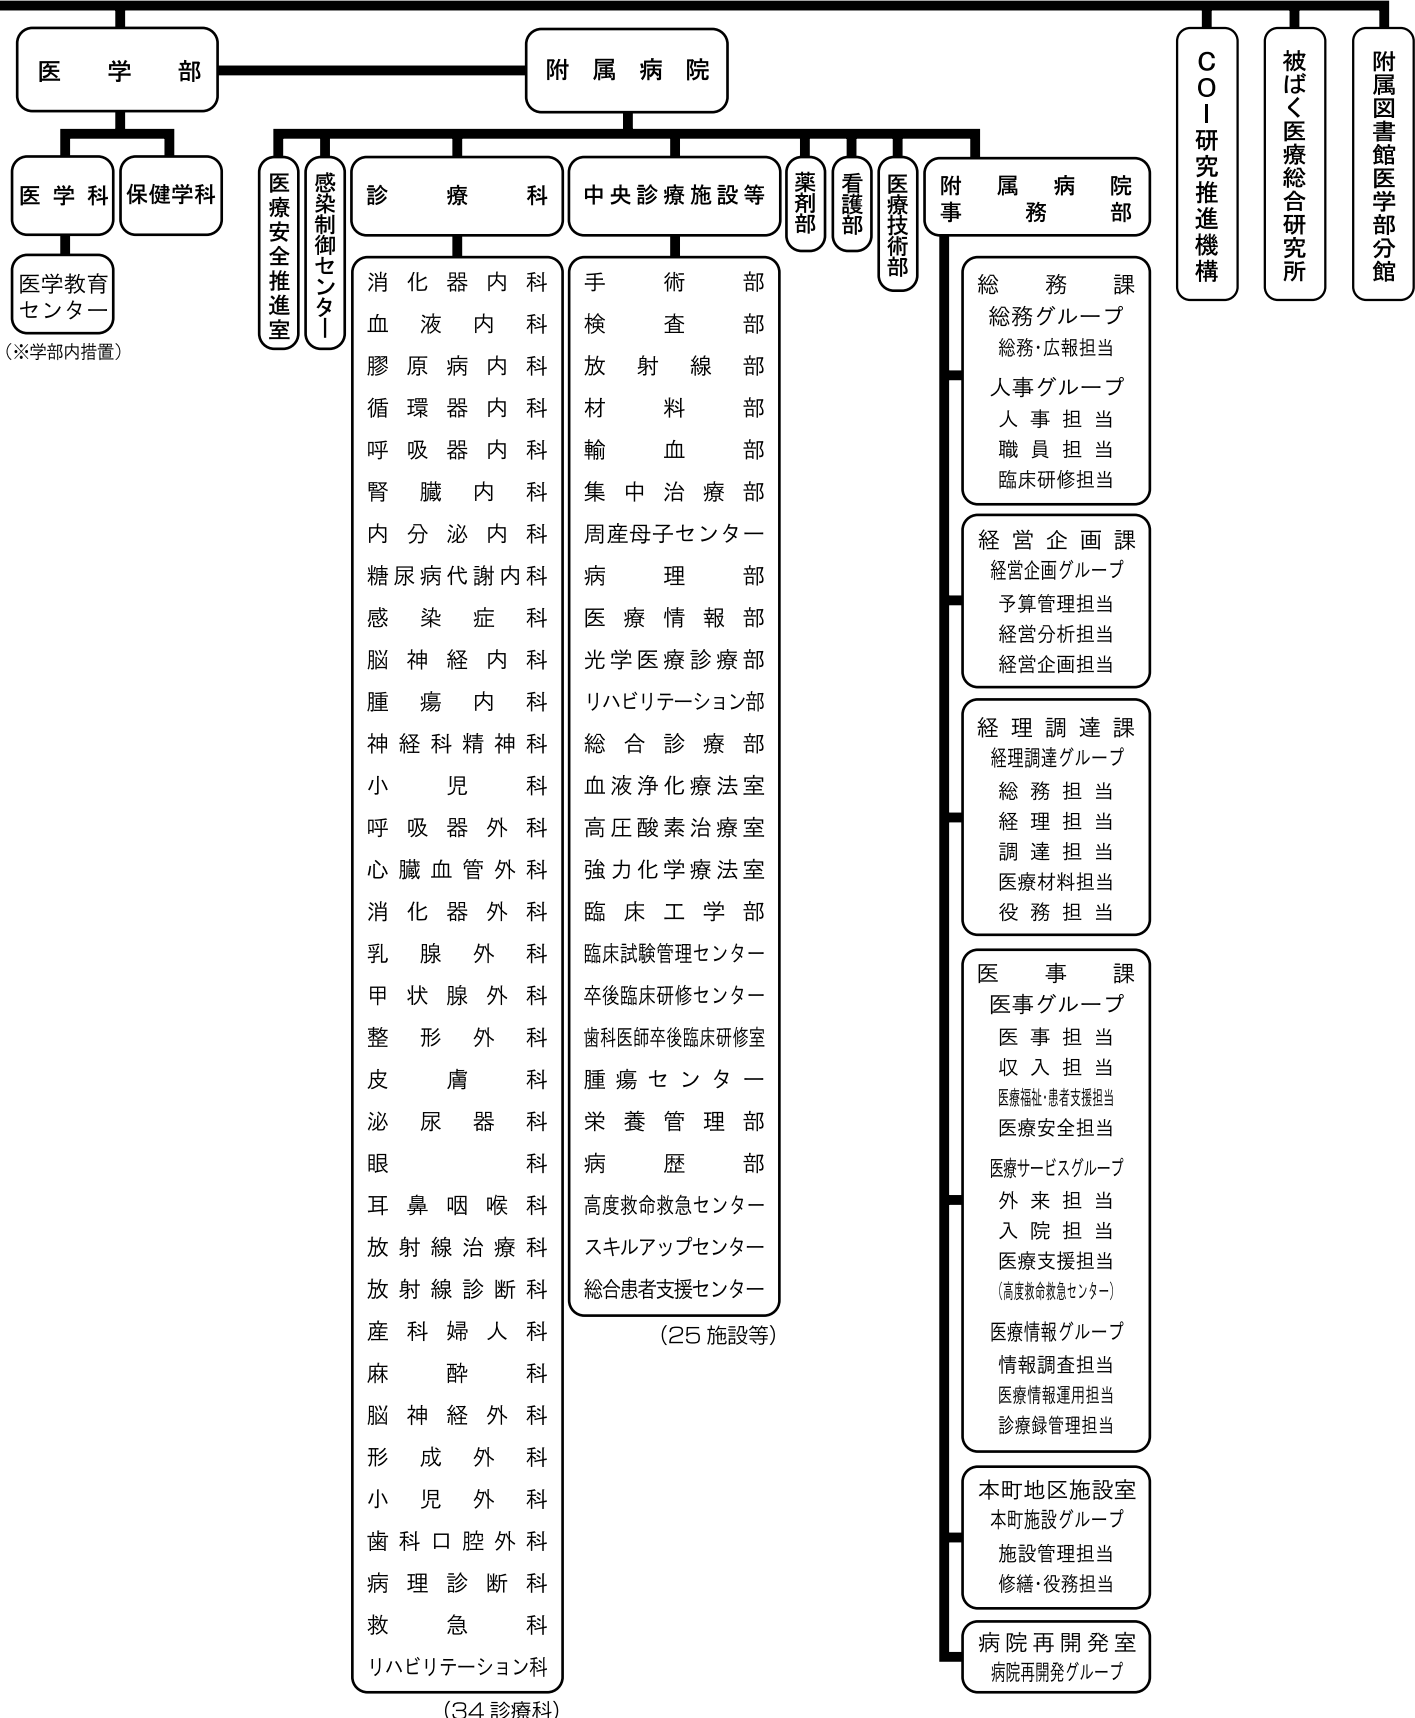 医学部
附属病院
COI研究推進機構
被ばく医療総合研究所
附属図書館医学部分館
医学科
保健学科
医学教育
センター
（※学部内措置）
医療安全推進室
感染制御センター
診療科
消化器内科
血液内科
膠原病内科
循環器内科
呼吸器内科
腎臓内科
内分泌内科
糖尿病代謝内科
感染症科
脳神経内科
腫瘍内科
神経科精神科
小児科
呼吸器外科
心臓血管外科
消化器外科
乳腺外科
甲状腺外科
整形外科
皮膚科
泌尿器科
眼科
耳鼻咽喉科
放射線治療科
放射線診断科
産科婦人科
麻酔科
脳神経外科
形成外科
小児外科
歯科口腔外科
病理診断科
救急科
リハビリテーション科
（34 診療科）
中央診療施設等
手術部
検査部
放射線部
材料部
輸血部
集中治療部
周産母子センター
病理部
医療情報部
光学医療診療部
リハビリテーション部
総合診療部
血液浄化療法室
高圧酸素治療室
強力化学療法室
臨床工学部
臨床試験管理センター
卒後臨床研修センター
歯科医師卒後臨床研修室
腫瘍センター
栄養管理部
病歴部
高度救命救急センター
スキルアップセンター
総合患者支援センター
（25 施設等）
薬剤部
看護部
医療技術部
附属病院
事務部
総務課
総務グループ
総務・広報担当
人事グループ
人事担当
職員担当
臨床研修担当
経営企画課
経営企画グループ
予算管理担当
経営分析担当
経営企画担当
経理調達課
経理調達グループ
総務担当
経理担当
調達担当
医療材料担当
役務担当
医事課
医事グループ
医事担当
収入担当
医療福祉・患者支援担当
医療安全担当
医療サービスグループ
外来担当
入院担当
医療支援担当
（高度救命救急センター）
医療情報グループ
情報調査担当
医療情報運用担当
診療録管理担当
本町地区施設室
本町施設グループ
施設管理担当
修繕・役務担当
病院再開発室
病院再開発グループ